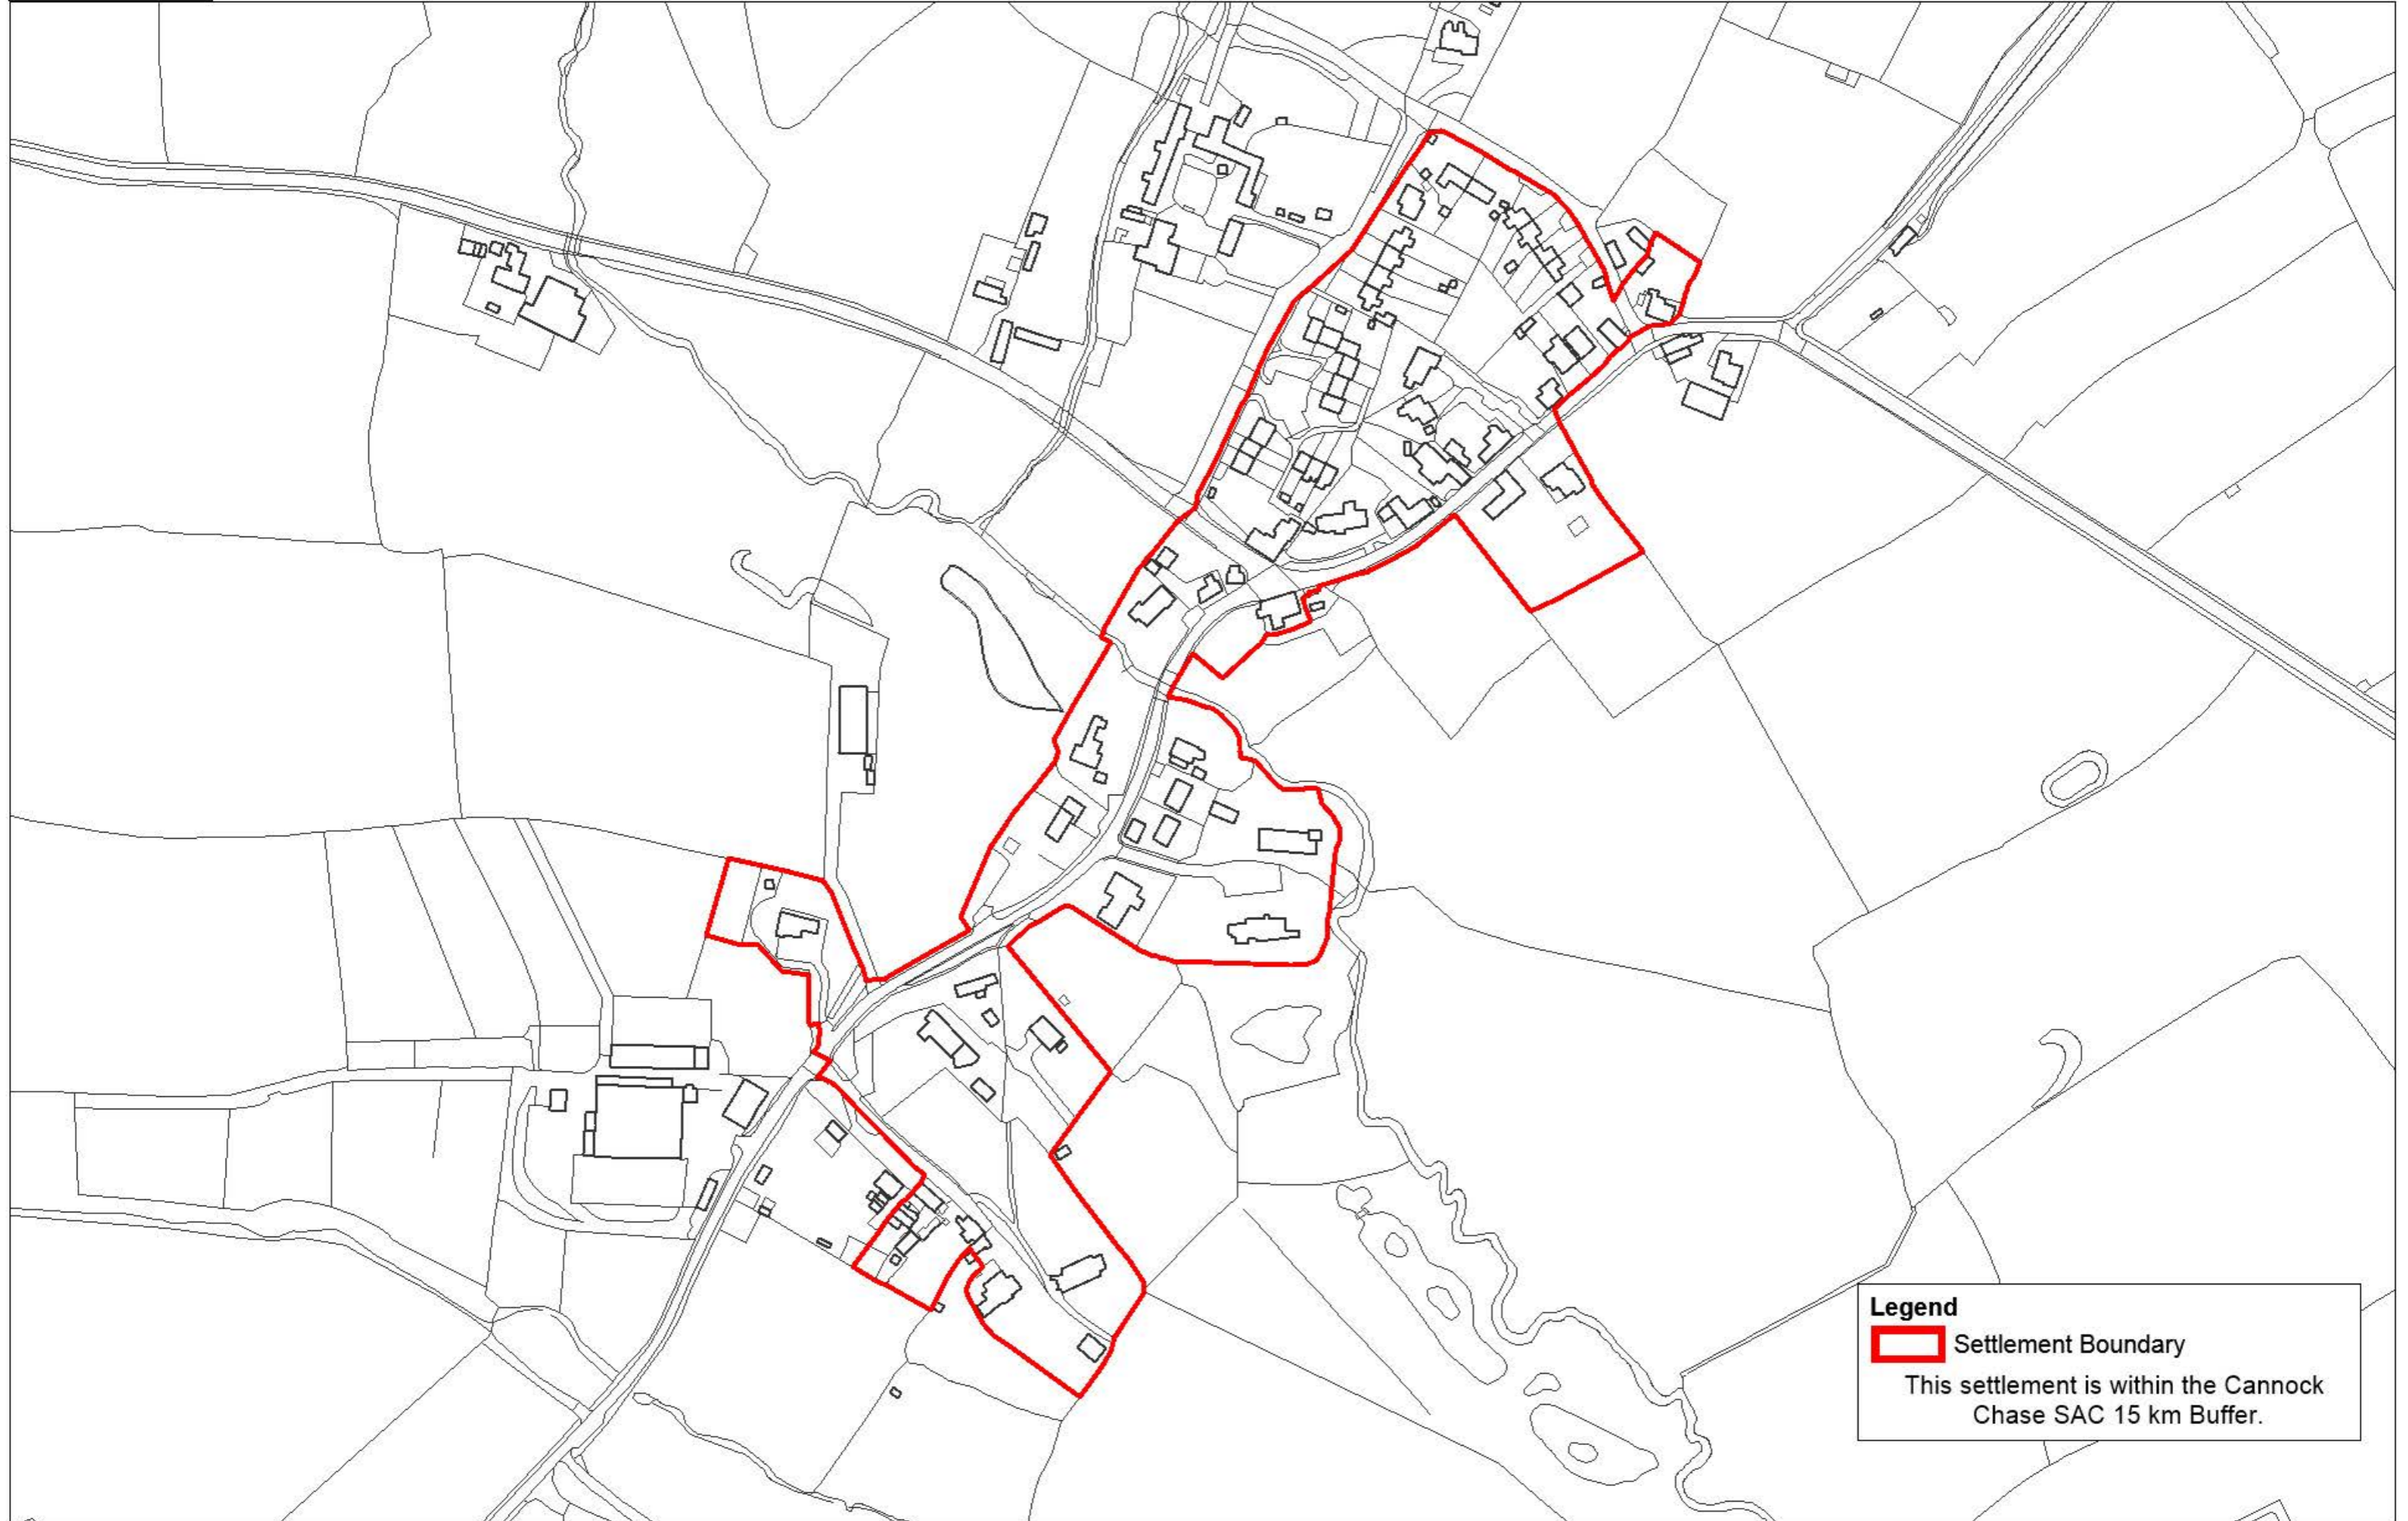 Legend
Settlement Boundary
This settlement is within the Cannock
Chase SAC 15 km Buffer.